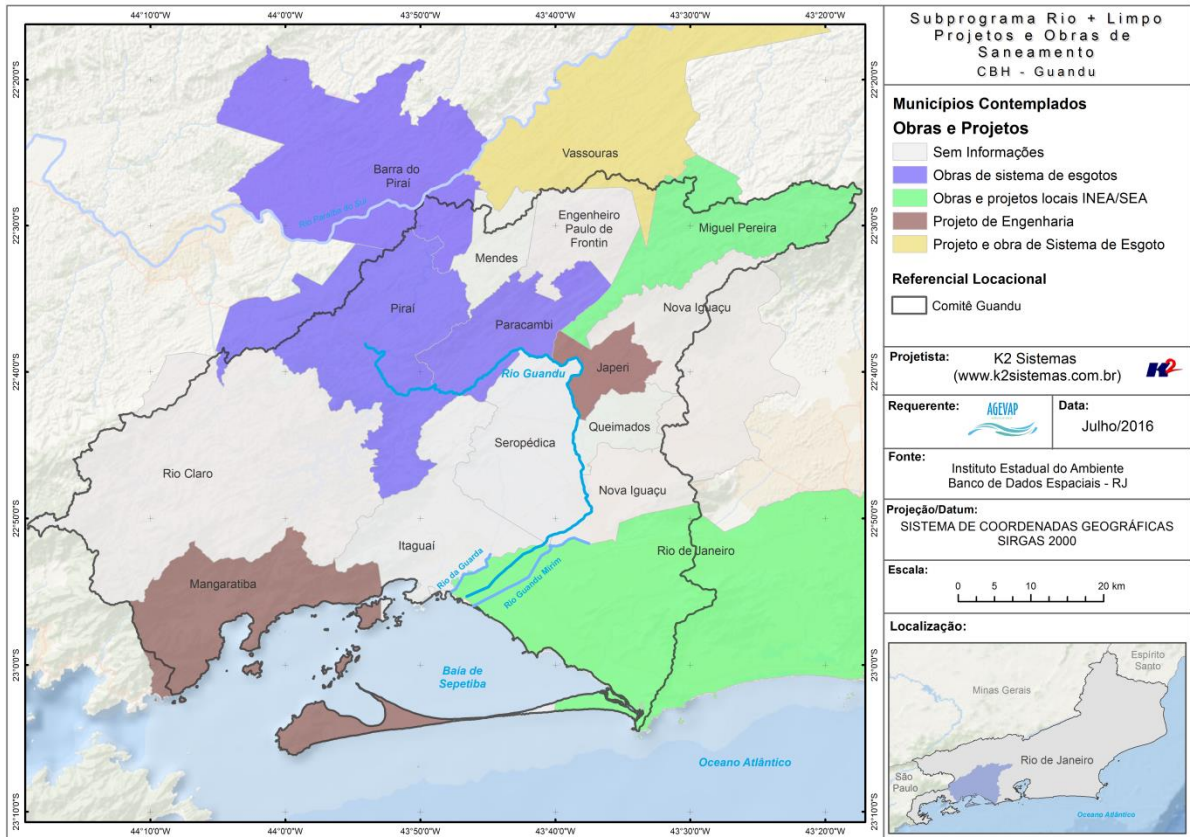 44°10'0"W
44°0'0"W
43°50'0"W
43°40'0"W
43°30'0"W
43°20'0"W
22°20'0"S
22°30'0"S
22°40'0"S
22°50'0"S
23°0'0"S
23°10'0"S
22°20'0"S
22°30'0"S
22°40'0"S
22°50'0"S
23°0'0"S
23°10'0"S
Vassouras
Barra do
Piraí
Rio Paraíba do Sul
Engenheiro
Paulo de
Frontin
Miguel Pereira
Mendes
Piraí
Nova Iguaçu
Paracambi
Rio Guandu
Japeri
Queimados
Seropédica
Rio Claro
Nova Iguaçu
Itaguaí
Rio de Janeiro
Rio da Guarda
Rio Guandu Mirim
Mangaratiba
Baía de
Sepetiba
Oceano Atlântico
44°10'0"W
44°0'0"W
43°50'0"W
43°40'0"W
43°30'0"W
43°20'0"W
Subprograma Rio + Limpo
Projetos e Obras de
Saneamento
CBH - Guandu
Municípios Contemplados
Obras e Projetos
Sem Informações
Obras de sistema de esgotos
Obras e projetos locais INEA/SEA
Projeto de Engenharia
Projeto e obra de Sistema de Esgoto
Referencial Locacional
Comitê Guandu
Projetista: K2 Sistemas
(www.k2sistemas.com.br)
K2
Requerente:
AGEVAP
Data:
Julho/2016
Fonte:
Instituto Estadual do Ambiente
Banco de Dados Espaciais - RJ
Projeção/Datum:
SISTEMA DE COORDENADAS GEOGRÁFICAS
SIRGAS 2000
Escala:
0 5 10 20 km
Localização:
Espírito
Santo
Minas Gerais
Rio de Janeiro
São
Paulo
Oceano Atlântico